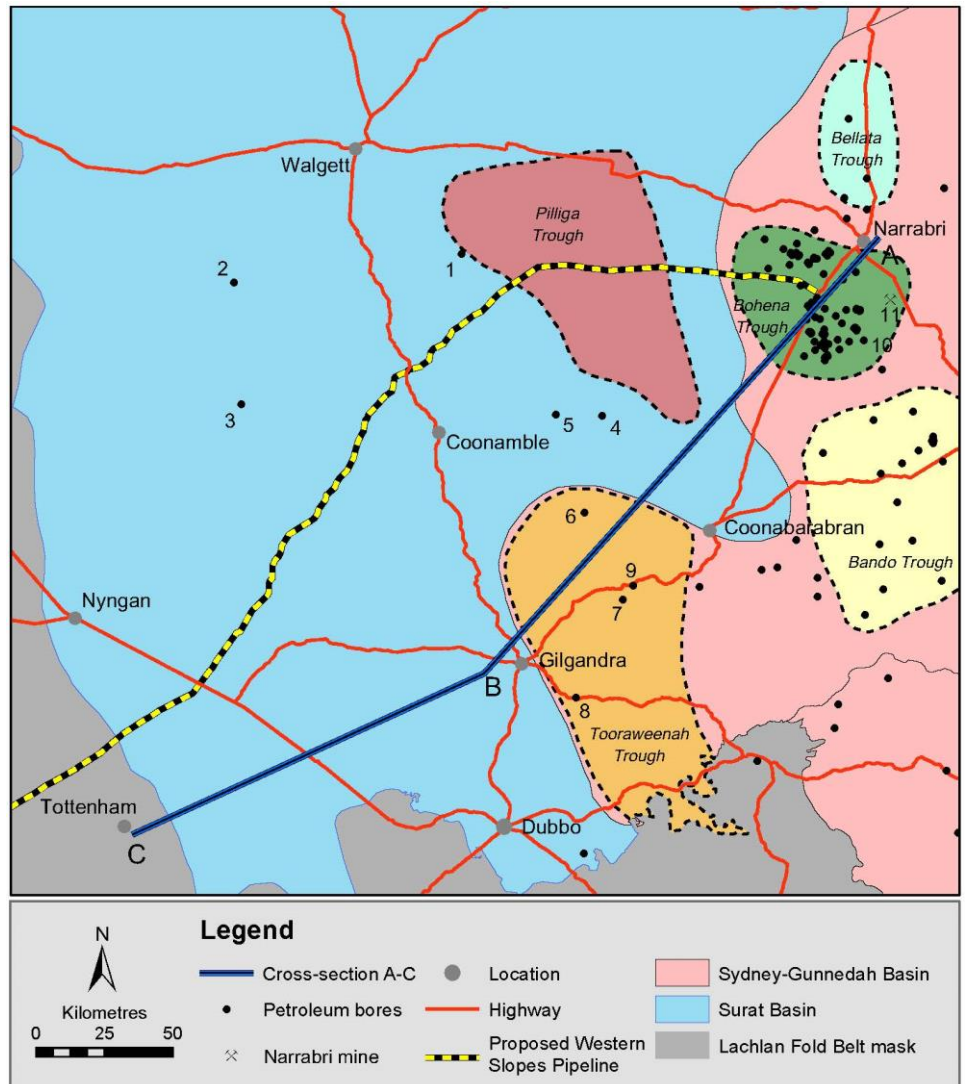 Walgett
Bellata
Trough
Pilliga
Trough
Narrabri
A
1
2
Bohena
Trough
11
10
3
5
4
Coonamble
6
Coonabarabran
Bando Trough
9
7
Nyngan
Gilgandra
B
8
Tooraweenah
Trough
Tottenham
C
Dubbo
N
Kilometres
0 25 50
Legend
Cross-section A-C
Petroleum bores
Narrabri mine
Location
Highway
Proposed Western
Slopes Pipeline
Sydney-Gunnedah Basin
Surat Basin
Lachlan Fold Belt mask